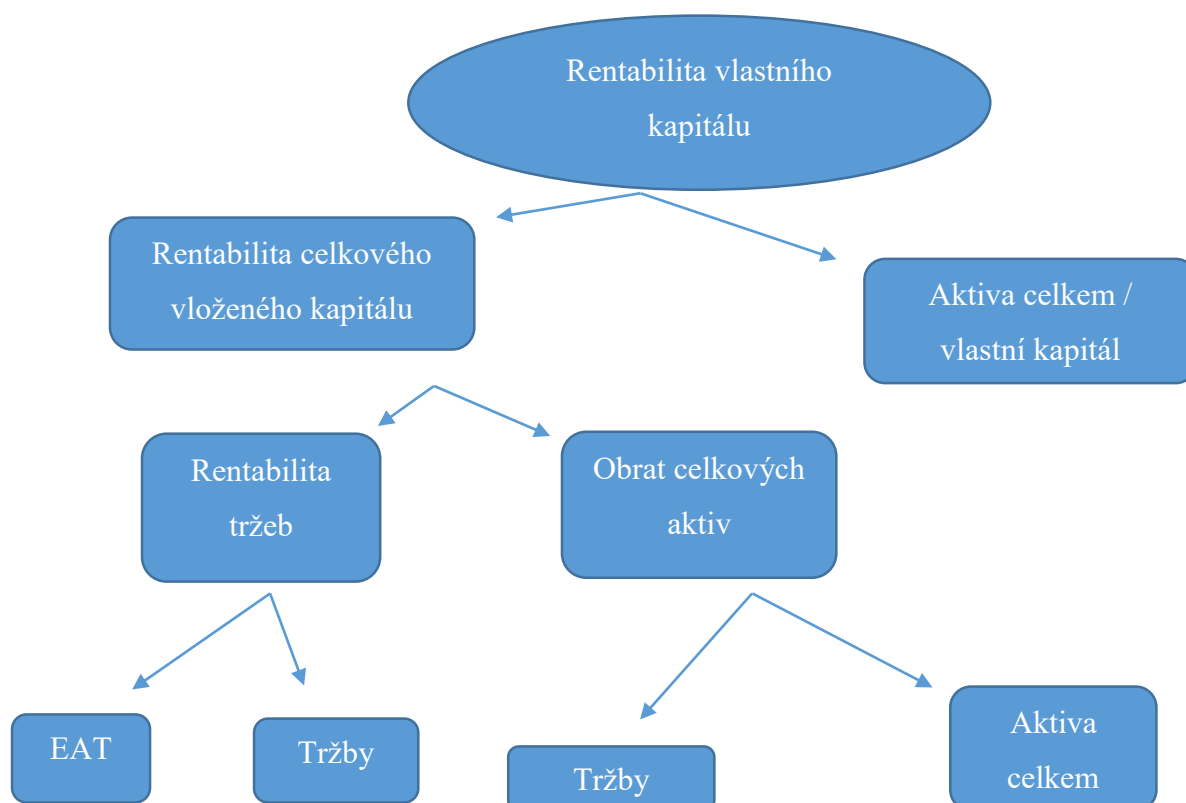 Rentabilita vlastního
kapitálu
Rentabilita celkového
vloženého kapitálu
Aktiva celkem /
vlastní kapitál
Rentabilita
tržeb
Obrat celkových
aktiv
EAT
Tržby
Tržby
Aktiva
celkem